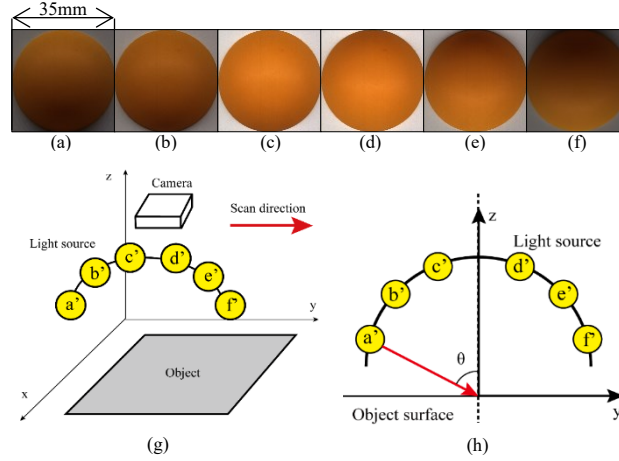 35mm
(a) (b) (c) (d) (e) (f)
z
Camera
Scan direction
Light source
a' b' c' d' e' f'
y
Object
x
(g)
z
Light source
a' b' c' d' e' f'
θ
Object surface
y
(h)